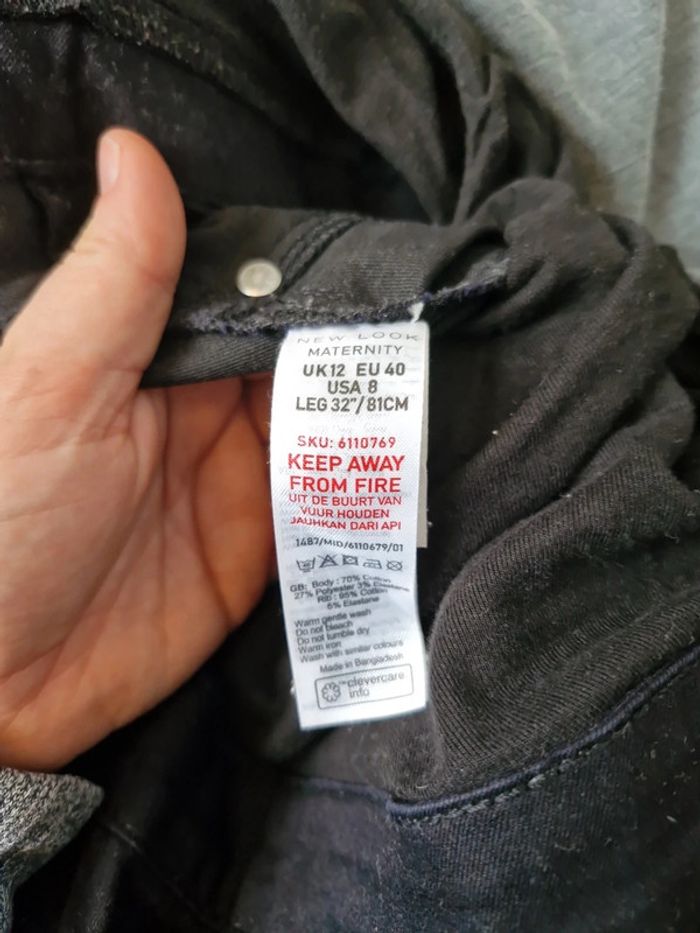 NEW LOOK
MATERNITY
UK12 EU 40
USA 8
LEG 32"/81CM
SKU: 6110769
KEEP AWAY
FROM FIRE
UIT DE BUURT VAN
VUUR HOUDEN
JAUHKAN DARI API
1487/MID/6110679/01
GB: Body : 70% Cotton
27% Polyester 3% Elastane
Rib : 95% Cotton
5% Elastane
Warm gentle wash
Do not bleach
Do not tumble dry
Warm iron
Wash with similar colours
Made in Bangladesh
clevercare
info